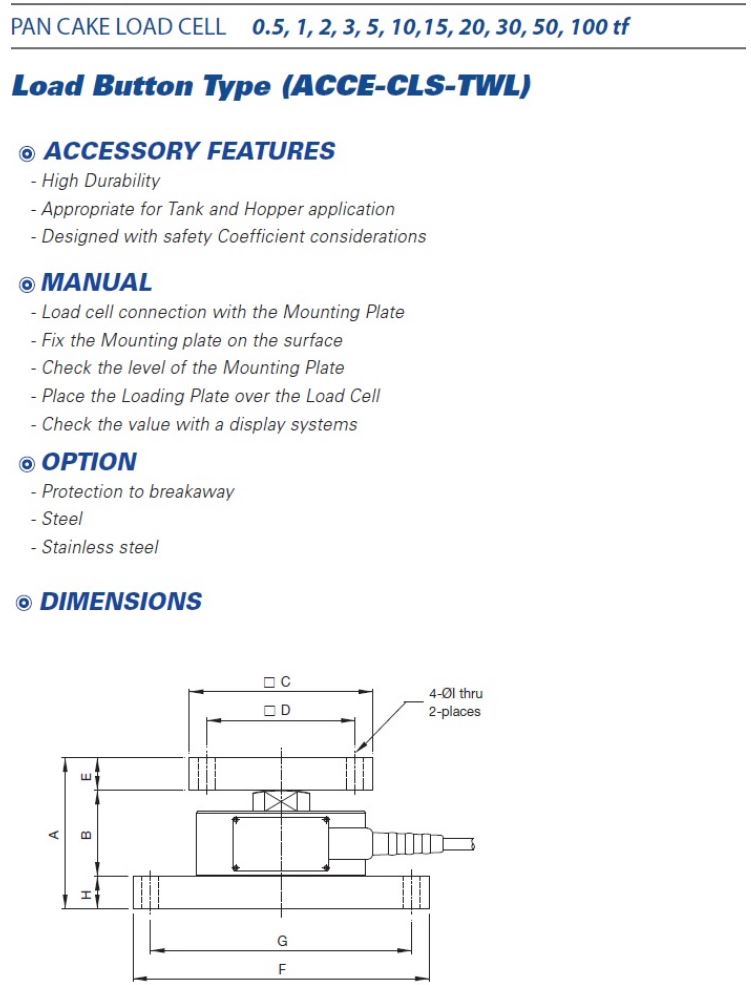 PAN CAKE LOAD CELL 0.5, 1, 2, 3, 5, 10,15, 20, 30, 50, 100 tf
Load Button Type (ACCE-CLS-TWL)
ACCESSORY FEATURES
- High Durability
- Appropriate for Tank and Hopper application
- Designed with safety Coefficient considerations
MANUAL
- Load cell connection with the Mounting Plate
- Fix the Mounting plate on the surface
- Check the level of the Mounting Plate
- Place the Loading Plate over the Load Cell
- Check the value with a display systems
OPTION
- Protection to breakaway
- Steel
- Stainless steel
DIMENSIONS
□ C
4-ØI thru
2-places
□ D
E
A
B
H
G
F